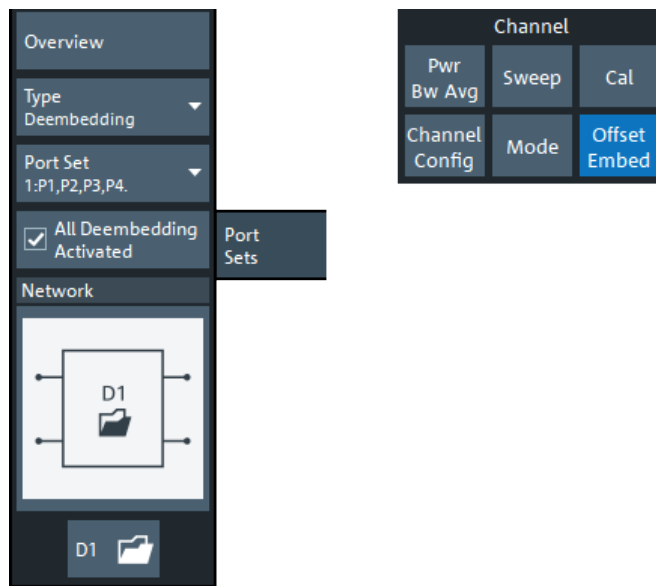 Overview
Type
Deembedding
Port Set
1:P1,P2,P3,P4.
All Deembedding
Activated
Port
Sets
Network
D1
D1
Channel
Pwr
Bw Avg
Sweep
Cal
Channel
Config
Mode
Offset
Embed